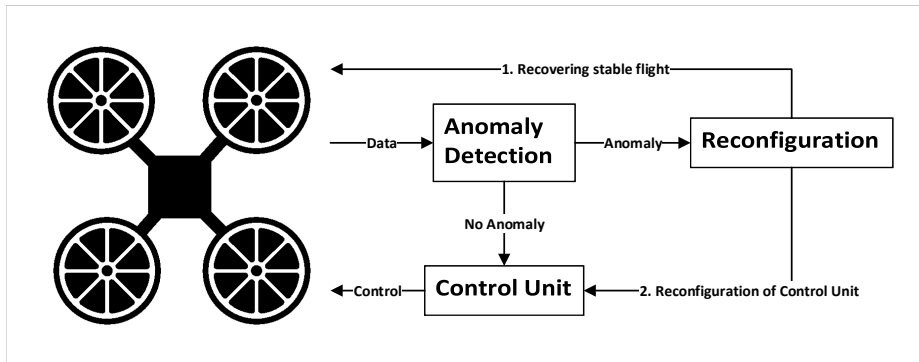 1. Recovering stable flight
Data
Anomaly
Detection
Anomaly
Reconfiguration
No Anomaly
Control
Control Unit
2. Reconfiguration of Control Unit